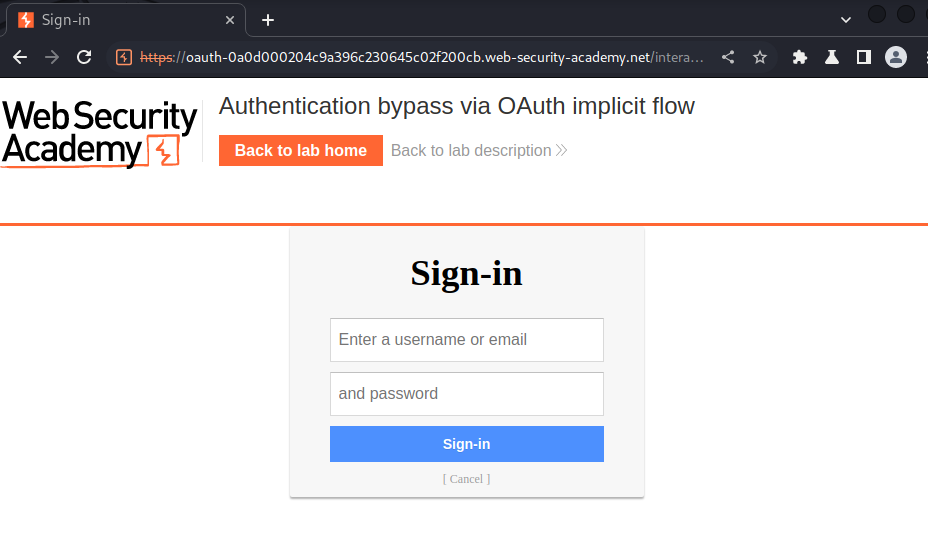 Sign-in
https://oauth-0a0d000204c9a396c230645c02f200cb.web-security-academy.net/intera...
Web Security
Academy
Authentication bypass via OAuth implicit flow
Back to lab home
Back to lab description
Sign-in
Enter a username or email
and password
Sign-in
[ Cancel ]